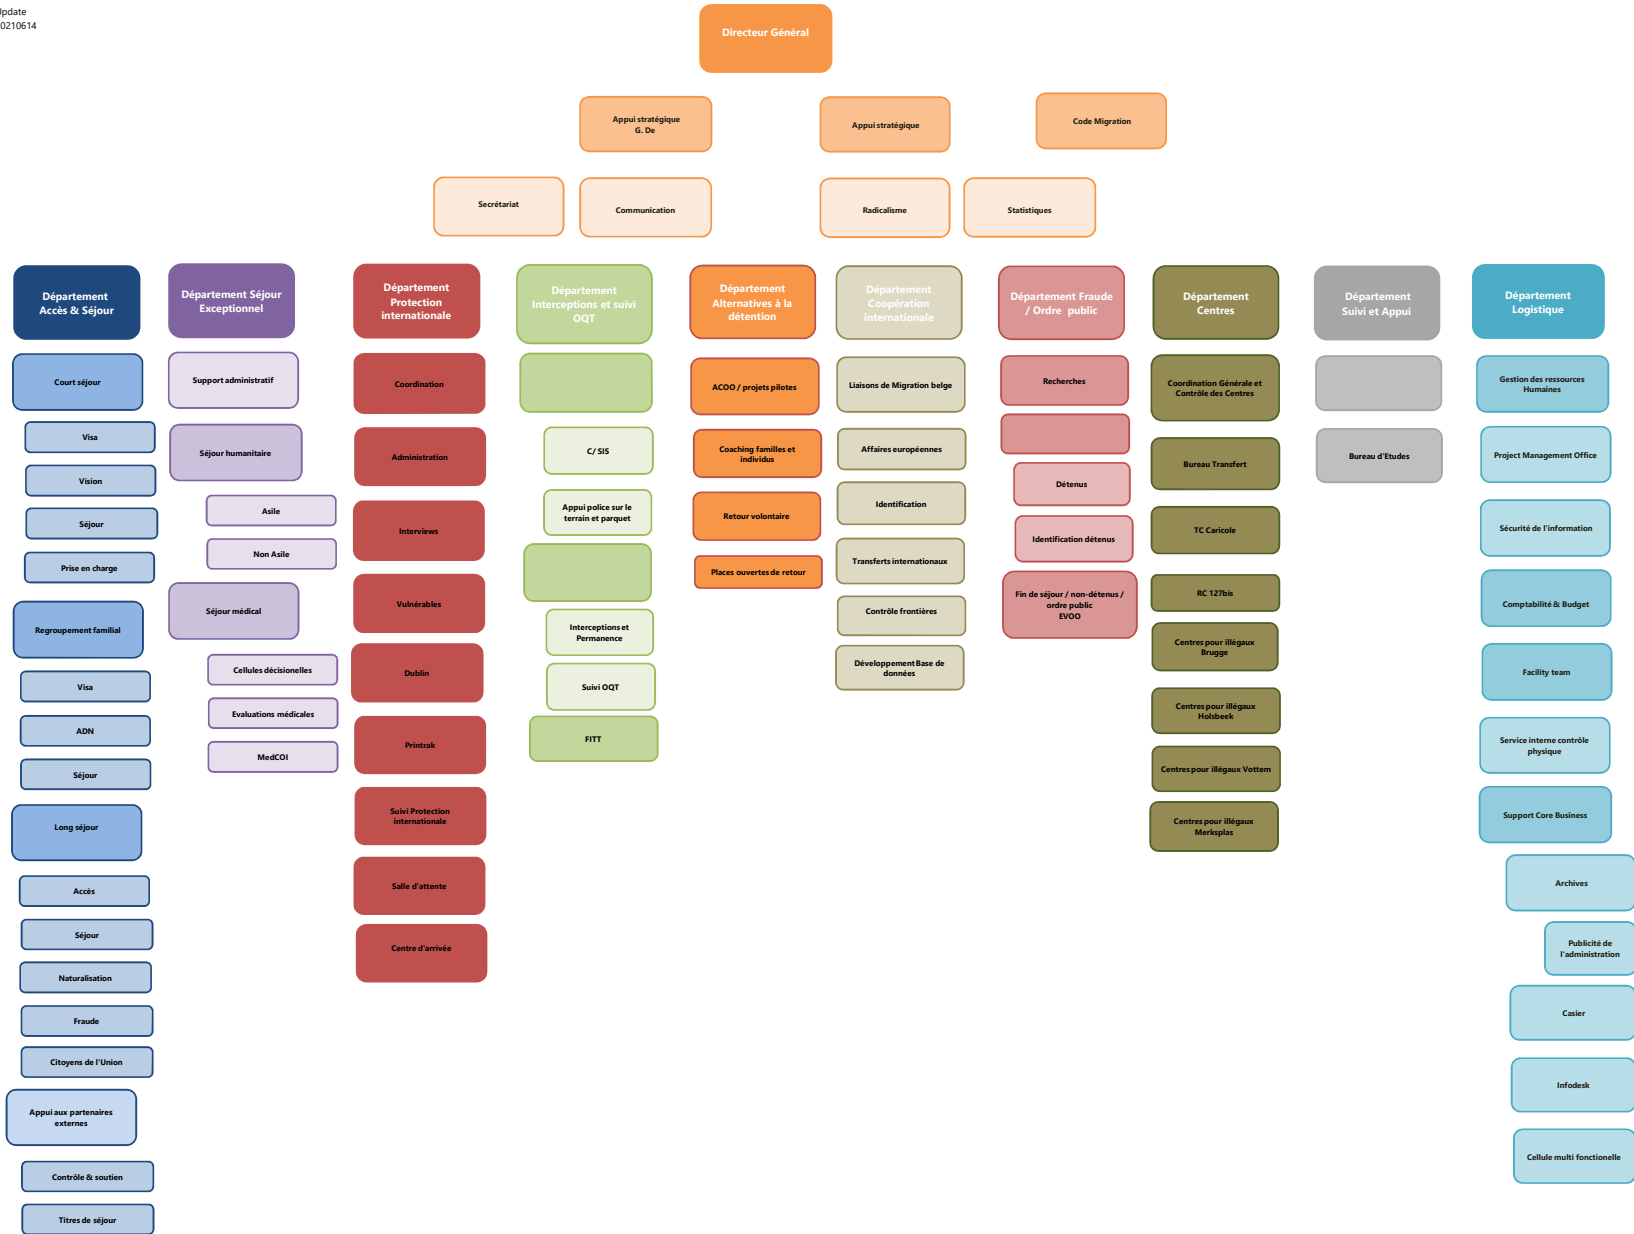 Update
0210614
Directeur Général
Appui stratégique
G. De
Appui stratégique
Code Migration
Secrétariat
Communication
Radicalisme
Statistiques
Département
Accès & Séjour
Court séjour
Visa
Vision
Séjour
Prise en charge
Regroupement familial
Visa
ADN
Séjour
Long séjour
Accès
Séjour
Naturalisation
Fraude
Citoyens de l'Union
Appui aux partenaires
externes
Contrôle & soutien
Titres de séjour
Département Séjour
Exceptionnel
Support administratif
Séjour humanitaire
Asile
Non Asile
Séjour médical
Cellules décisionelles
Evaluations médicales
MedCOI
Département
Protection
internationale
Coordination
Administration
Interviews
Vulnérables
Dublin
Printrak
Suivi Protection
internationale
Salle d'attente
Centre d'arrivée
Département
Interceptions et suivi
OQT
C/ SIS
Appui police sur le
terrain et parquet
Interceptions et
Permanence
Suivi OQT
FITT
Département
Alternatives à la
détention
ACOO / projets pilotes
Coaching familles et
individus
Retour volontaire
Places ouvertes de retour
Département
Coopération
internationale
Liaisons de Migration belge
Affaires européennes
Identification
Transferts internationaux
Contrôle frontières
Développement Base de
données
Département Fraude
/ Ordre public
Recherches
Détenus
Identification détenus
Fin de séjour / non-détenus /
ordre public
EVOO
Département
Centres
Coordination Générale et
Contrôle des Centres
Bureau Transfert
TC Caricole
RC 127bis
Centres pour illégaux
Brugge
Centres pour illégaux
Holsbeek
Centres pour illégaux Vottem
Centres pour illégaux
Merksplas
Département
Suivi et Appui
Bureau d'Etudes
Département
Logistique
Gestion des ressources
Humaines
Project Management Office
Sécurité de l'information
Comptabilité & Budget
Facility team
Service interne contrôle
physique
Support Core Business
Archives
Publicité de
l'administration
Casier
Infodesk
Cellule multi fonctionelle